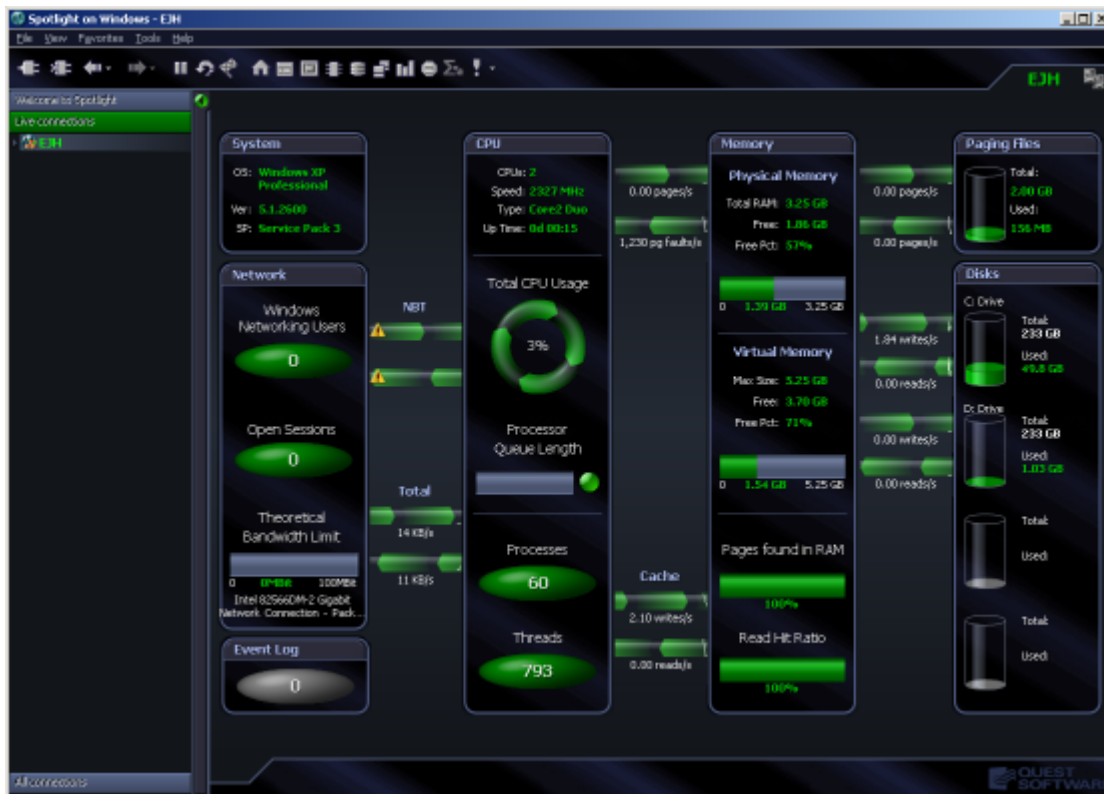 Spotlight on Windows - EJH
File View Favorites Tools Help
EJH
Welcome to Spotlight
Live connections
EJH
System
OS: Windows XP
Professional
Ver: 5.1.2600
SP: Service Pack 3
Network
Windows
Networking Users
0
Open Sessions
0
Theoretical
Bandwidth Limit
0 0MBit 100MBit
Intel 82566DM-2 Gigabit
Network Connection - Pack...
Event Log
0
NBT
Total
14 KB/s
11 KB/s
CPU
CPUs: 2
Speed: 2327 MHz
Type: Core2 Duo
Up Time: 0d 00:15
Total CPU Usage
3%
Processor
Queue Length
Processes
60
Threads
793
0.00 pages/s
1,230 pg faults/s
Cache
2.10 writes/s
0.00 reads/s
Memory
Physical Memory
Total RAM: 3.25 GB
Free: 1.86 GB
Free Pct: 57%
0 1.39 GB 3.25 GB
Virtual Memory
Max Size: 5.25 GB
Free: 3.70 GB
Free Pct: 71%
0 1.54 GB 5.25 GB
Pages found in RAM
100%
Read Hit Ratio
100%
0.00 pages/s
0.00 pages/s
1.84 writes/s
0.00 reads/s
0.00 writes/s
0.00 reads/s
Paging Files
Total:
2.00 GB
Used:
156 MB
Disks
C: Drive
Total:
233 GB
Used:
49.8 GB
D: Drive
Total:
233 GB
Used:
1.03 GB
Total:
Used:
Total:
Used:
All connections
QUEST
SOFTWARE